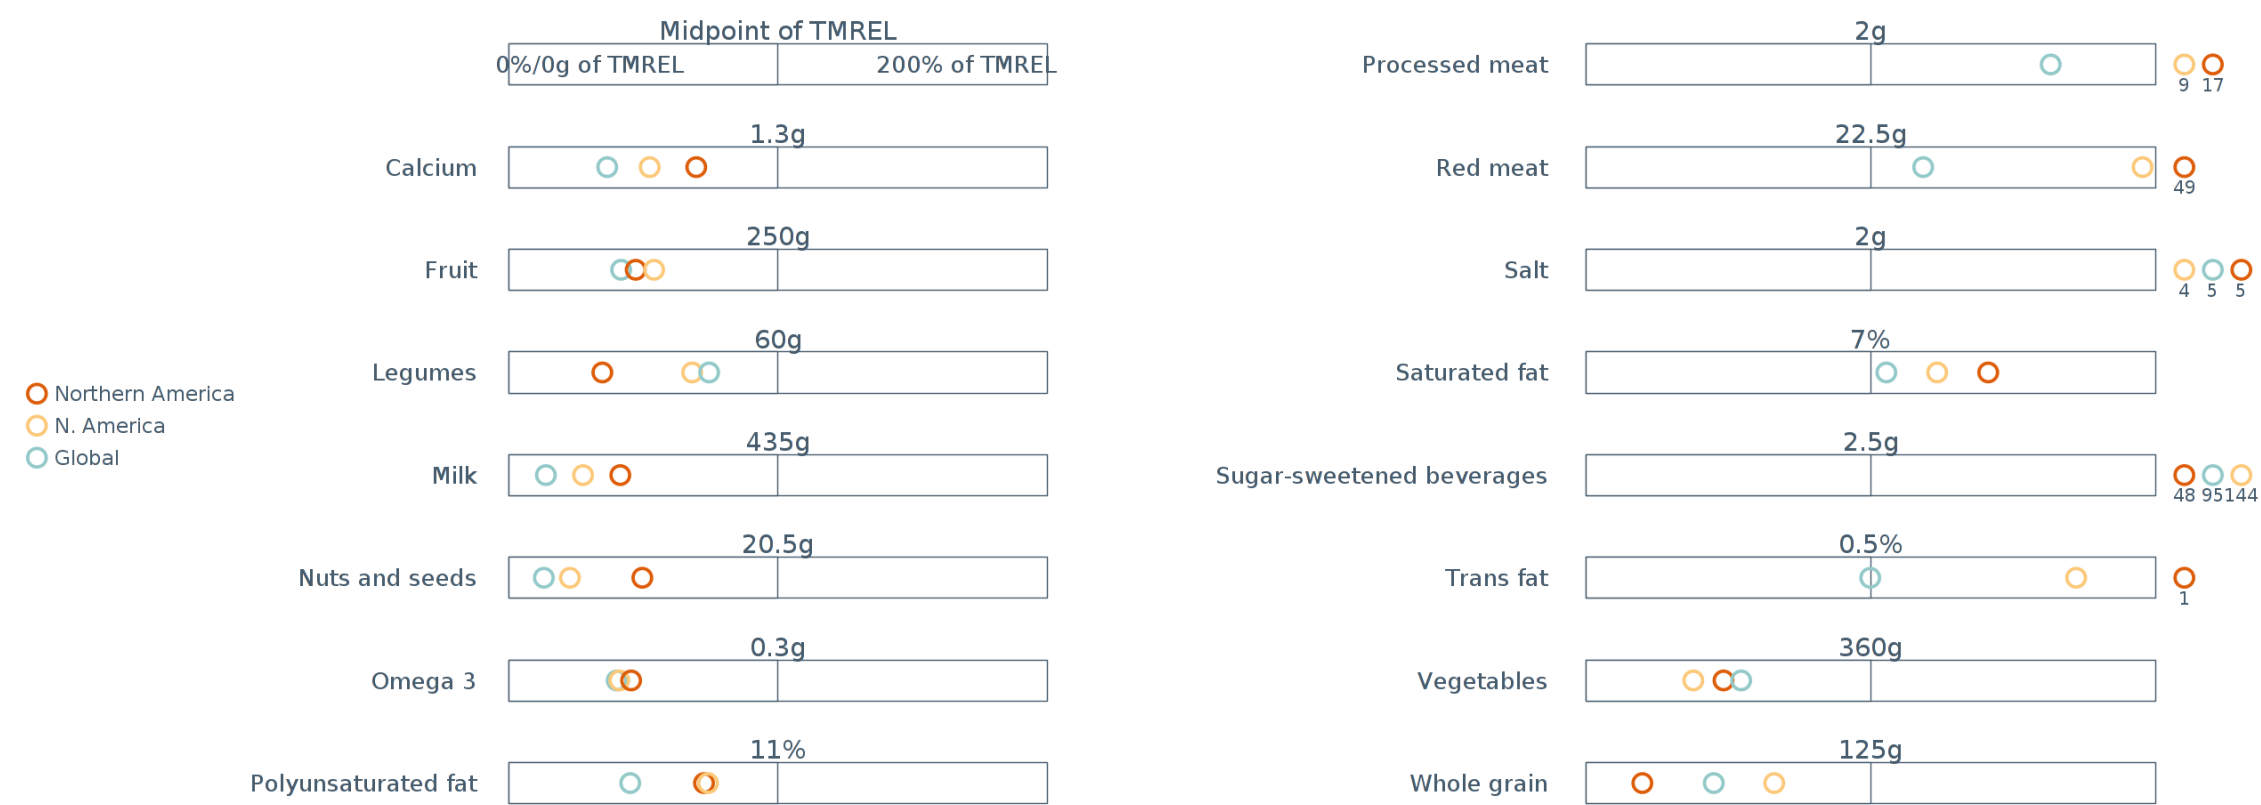 Midpoint of TMREL
0%/0g of TMREL 200% of TMREL
Calcium 1.3g
Fruit 250g
Legumes 60g
Milk 435g
Nuts and seeds 20.5g
Omega 3 0.3g
Polyunsaturated fat 11%
Northern America
N. America
Global
Processed meat 2g
9 17
Red meat 22.5g
49
Salt 2g
4 5 5
Saturated fat 7%
Sugar-sweetened beverages 2.5g
48 95 144
Trans fat 0.5%
1
Vegetables 360g
Whole grain 125g